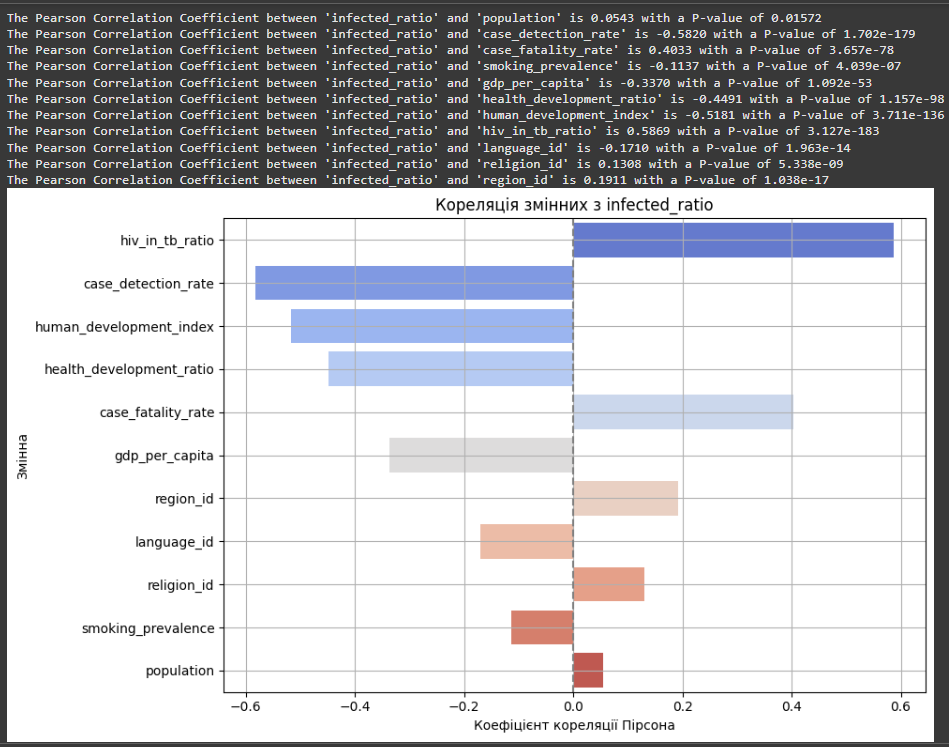 The Pearson Correlation Coefficient between 'infected_ratio' and 'population' is 0.0543 with a P-value of 0.01572
The Pearson Correlation Coefficient between 'infected_ratio' and 'case_detection_rate' is -0.5820 with a P-value of 1.702e-179
The Pearson Correlation Coefficient between 'infected_ratio' and 'case_fatality_rate' is 0.4033 with a P-value of 3.657e-78
The Pearson Correlation Coefficient between 'infected_ratio' and 'smoking_prevalence' is -0.1137 with a P-value of 4.039e-07
The Pearson Correlation Coefficient between 'infected_ratio' and 'gdp_per_capita' is -0.3370 with a P-value of 1.092e-53
The Pearson Correlation Coefficient between 'infected_ratio' and 'health_development_ratio' is -0.4491 with a P-value of 1.157e-98
The Pearson Correlation Coefficient between 'infected_ratio' and 'human_development_index' is -0.5181 with a P-value of 3.711e-136
The Pearson Correlation Coefficient between 'infected_ratio' and 'hiv_in_tb_ratio' is 0.5869 with a P-value of 3.127e-183
The Pearson Correlation Coefficient between 'infected_ratio' and 'language_id' is -0.1710 with a P-value of 1.963e-14
The Pearson Correlation Coefficient between 'infected_ratio' and 'religion_id' is 0.1308 with a P-value of 5.338e-09
The Pearson Correlation Coefficient between 'infected_ratio' and 'region_id' is 0.1911 with a P-value of 1.038e-17
Кореляція змінних з infected_ratio
hiv_in_tb_ratio
case_detection_rate
human_development_index
health_development_ratio
case_fatality_rate
gdp_per_capita
region_id
language_id
religion_id
smoking_prevalence
population
Змінна
−0.6 −0.4 −0.2 0.0 0.2 0.4 0.6
Коефіцієнт кореляції Пірсона